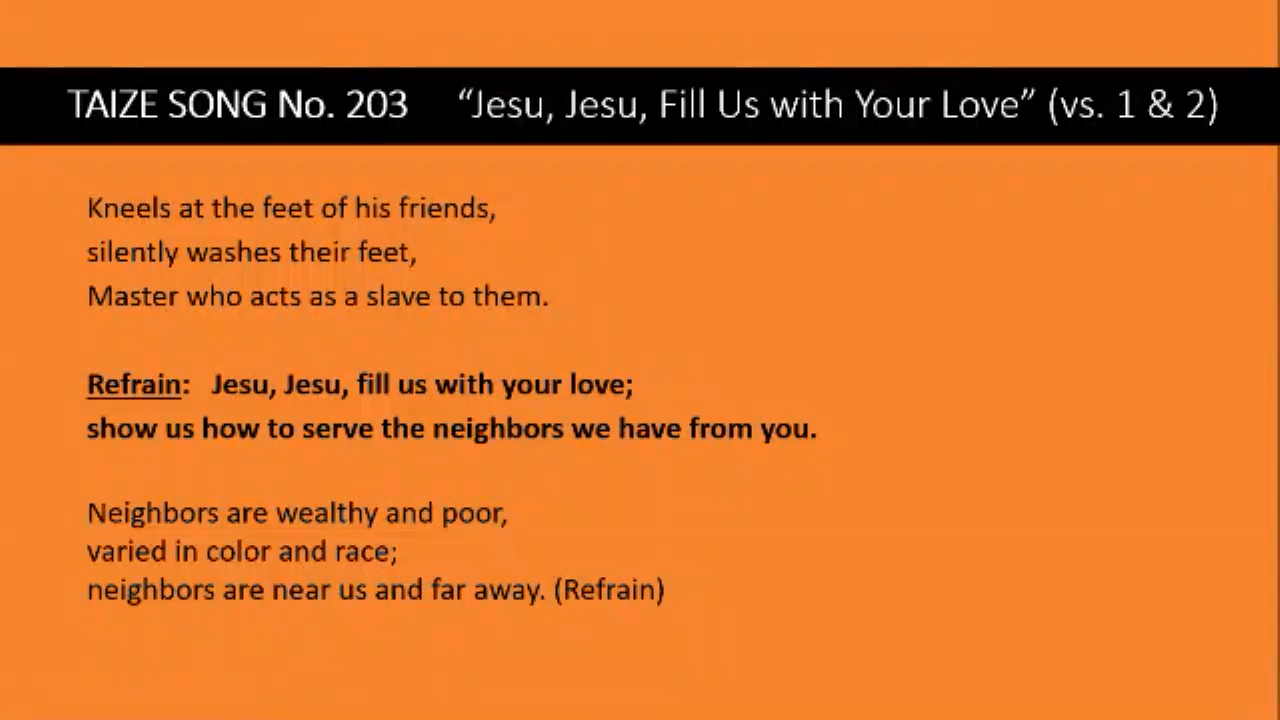 TAIZE SONG No. 203 “Jesu, Jesu, Fill Us with Your Love” (vs. 1 & 2)
Kneels at the feet of his friends,
silently washes their feet,
Master who acts as a slave to them.
Refrain: Jesu, Jesu, fill us with your love;
show us how to serve the neighbors we have from you.
Neighbors are wealthy and poor,
varied in color and race;
neighbors are near us and far away. (Refrain)